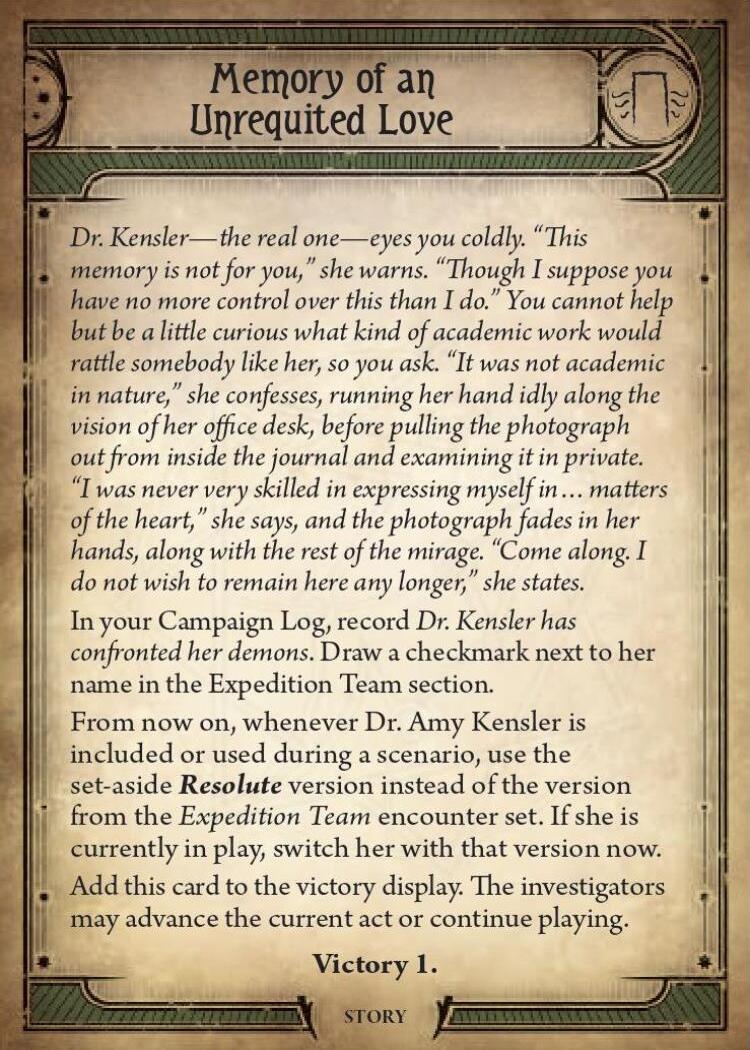 Memory of an
Unrequited Love
Dr. Kensler—the real one—eyes you coldly. “This
memory is not for you,” she warns. “Though I suppose you
have no more control over this than I do.” You cannot help
but be a little curious what kind of academic work would
rattle somebody like her, so you ask. “It was not academic
in nature,” she confesses, running her hand idly along the
vision of her office desk, before pulling the photograph
out from inside the journal and examining it in private.
“I was never very skilled in expressing myself in… matters
of the heart,” she says, and the photograph fades in her
hands, along with the rest of the mirage. “Come along. I
do not wish to remain here any longer,” she states.
In your Campaign Log, record Dr. Kensler has
confronted her demons. Draw a checkmark next to her
name in the Expedition Team section.
From now on, whenever Dr. Amy Kensler is
included or used during a scenario, use the
set-aside Resolute version instead of the version
from the Expedition Team encounter set. If she is
currently in play, switch her with that version now.
Add this card to the victory display. The investigators
may advance the current act or continue playing.
Victory 1.
STORY